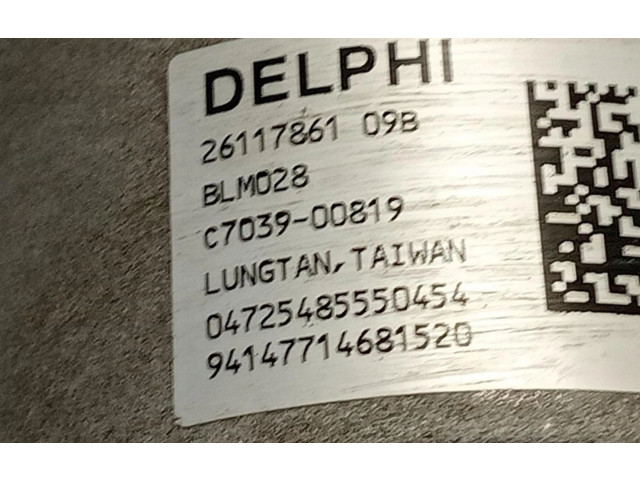 DELPHI
26117861 09B
BLM028
C7039-00819
LUNGTAN, TAIWAN
04725485550454
94147714681520